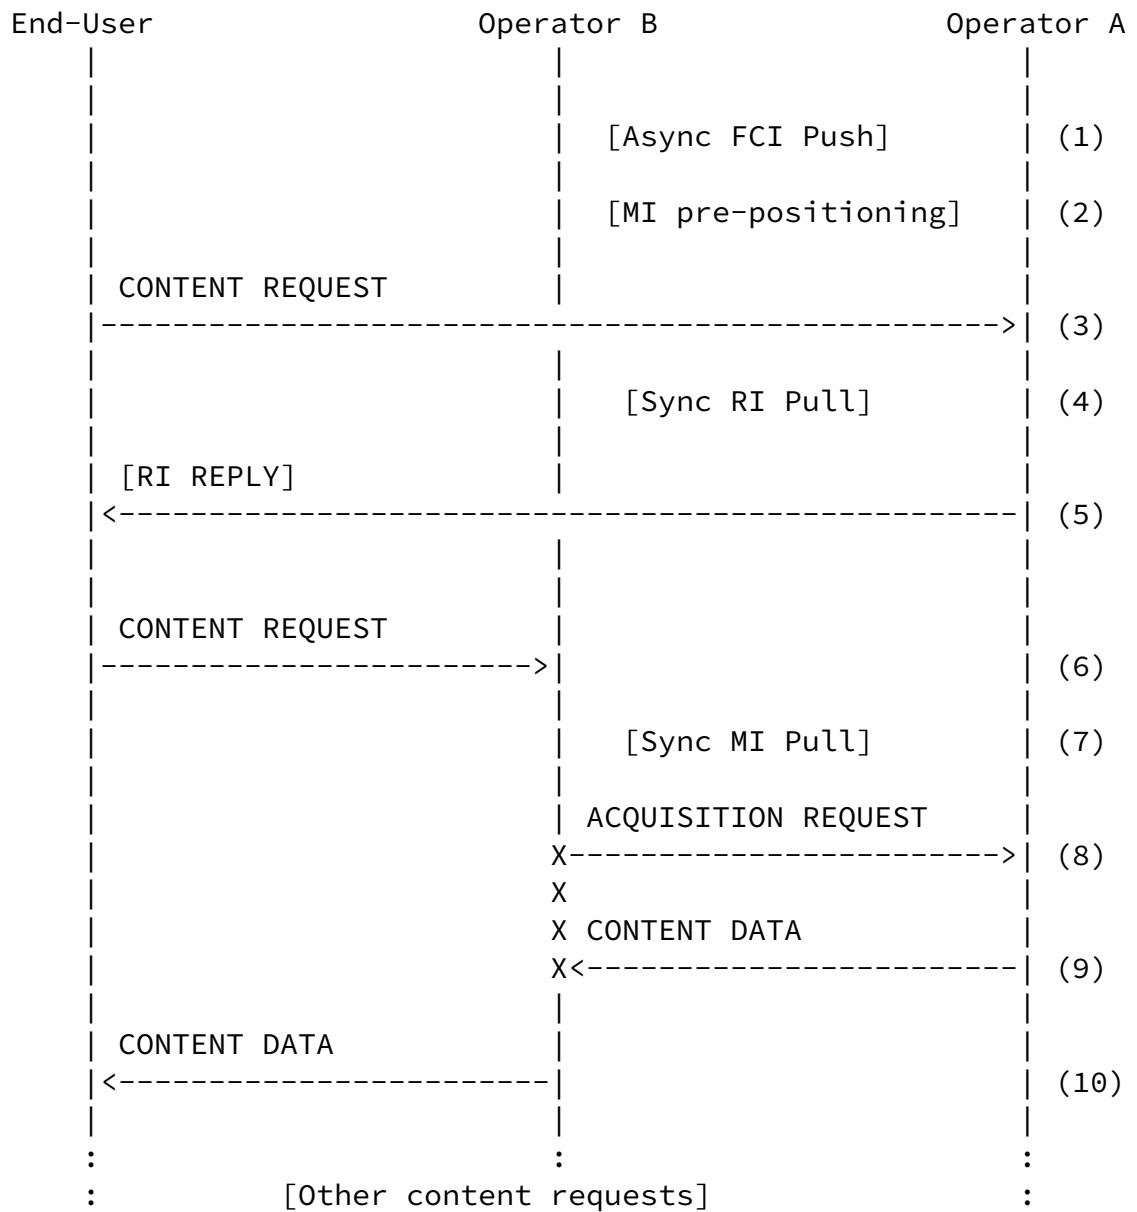 End-User Operator B Operator A
[Async FCI Push] (1)
[MI pre-positioning] (2)
CONTENT REQUEST
(3)
[Sync RI Pull] (4)
[RI REPLY]
(5)
CONTENT REQUEST
(6)
[Sync MI Pull] (7)
ACQUISITION REQUEST
X (8)
X
X CONTENT DATA
X (9)
CONTENT DATA
(10)
: : :
: [Other content requests] :